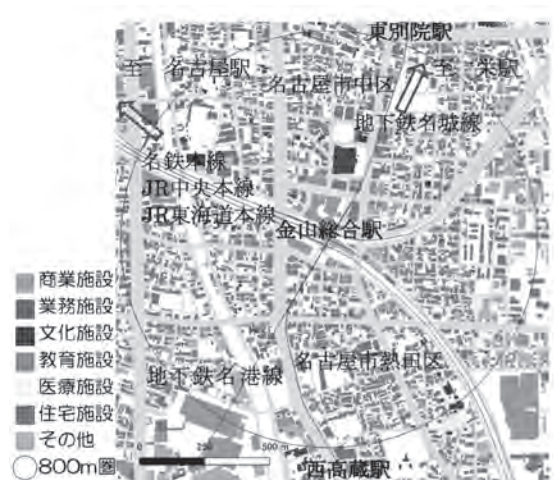 東別院駅
至 名古屋駅
至 栄駅
名古屋市中区
地下鉄名城線
名鉄本線
JR中央本線
JR東海道本線
金山総合駅
商業施設
業務施設
文化施設
教育施設
医療施設
住宅施設
その他
800m圏
地下鉄名港線
名古屋市熱田区
0 250 500 m
西高蔵駅